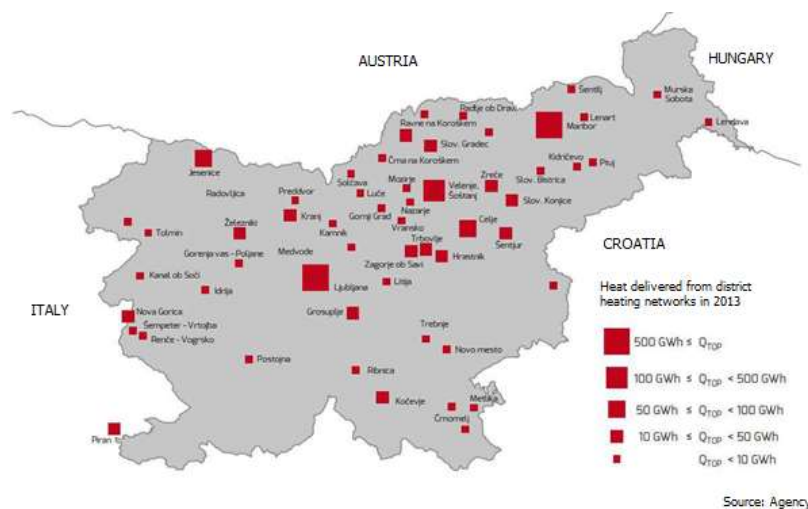 AUSTRIA
HUNGARY
Šentilj
Murska
Sobota
Radlje ob Dravi
Ravne na Koroškem
Maribor
Lenart
Lendava
Slov. Gradec
Jesenice
Črna na Koroškem
Kidričevo
Ptuj
Solčava
Mozirje
Zreče
Slov. Bistrica
Radovljica
Preddvor
Luče
Velenje,
Šoštanj
Slov. Konjice
Kranj
Gornji Grad
Nazarje
Železniki
Kamnik
Vransko
Celje
Tolmin
Trbovlje
Šentjur
CROATIA
Gorenja vas - Poljane
Medvode
Zagorje ob Savi
Hrastnik
Kanal ob Soči
Idrija
Ljubljana
Litija
Heat delivered from district
heating networks in 2013
ITALY
Nova Gorica
Grosuplje
Šempeter - Vrtojba
Renče - Vogrsko
Trebnje
500 GWh ≤ QTOP
Novo mesto
Postojna
Ribnica
100 GWh ≤ QTOP < 500 GWh
Kočevje
Metlika
50 GWh ≤ QTOP < 100 GWh
Črnomelj
10 GWh ≤ QTOP < 50 GWh
Piran
QTOP < 10 GWh
Source: Agency